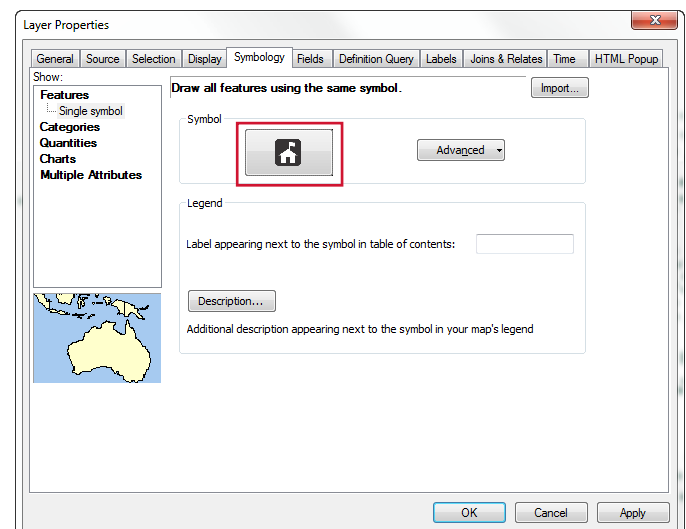 Layer Properties
General Source Selection Display Symbology Fields Definition Query Labels Joins & Relates Time HTML Popup
Show:
Features
Single symbol
Categories
Quantities
Charts
Multiple Attributes
Draw all features using the same symbol.
Import...
Symbol
Advanced
Legend
Label appearing next to the symbol in table of contents:
Description...
Additional description appearing next to the symbol in your map's legend
OK Cancel Apply